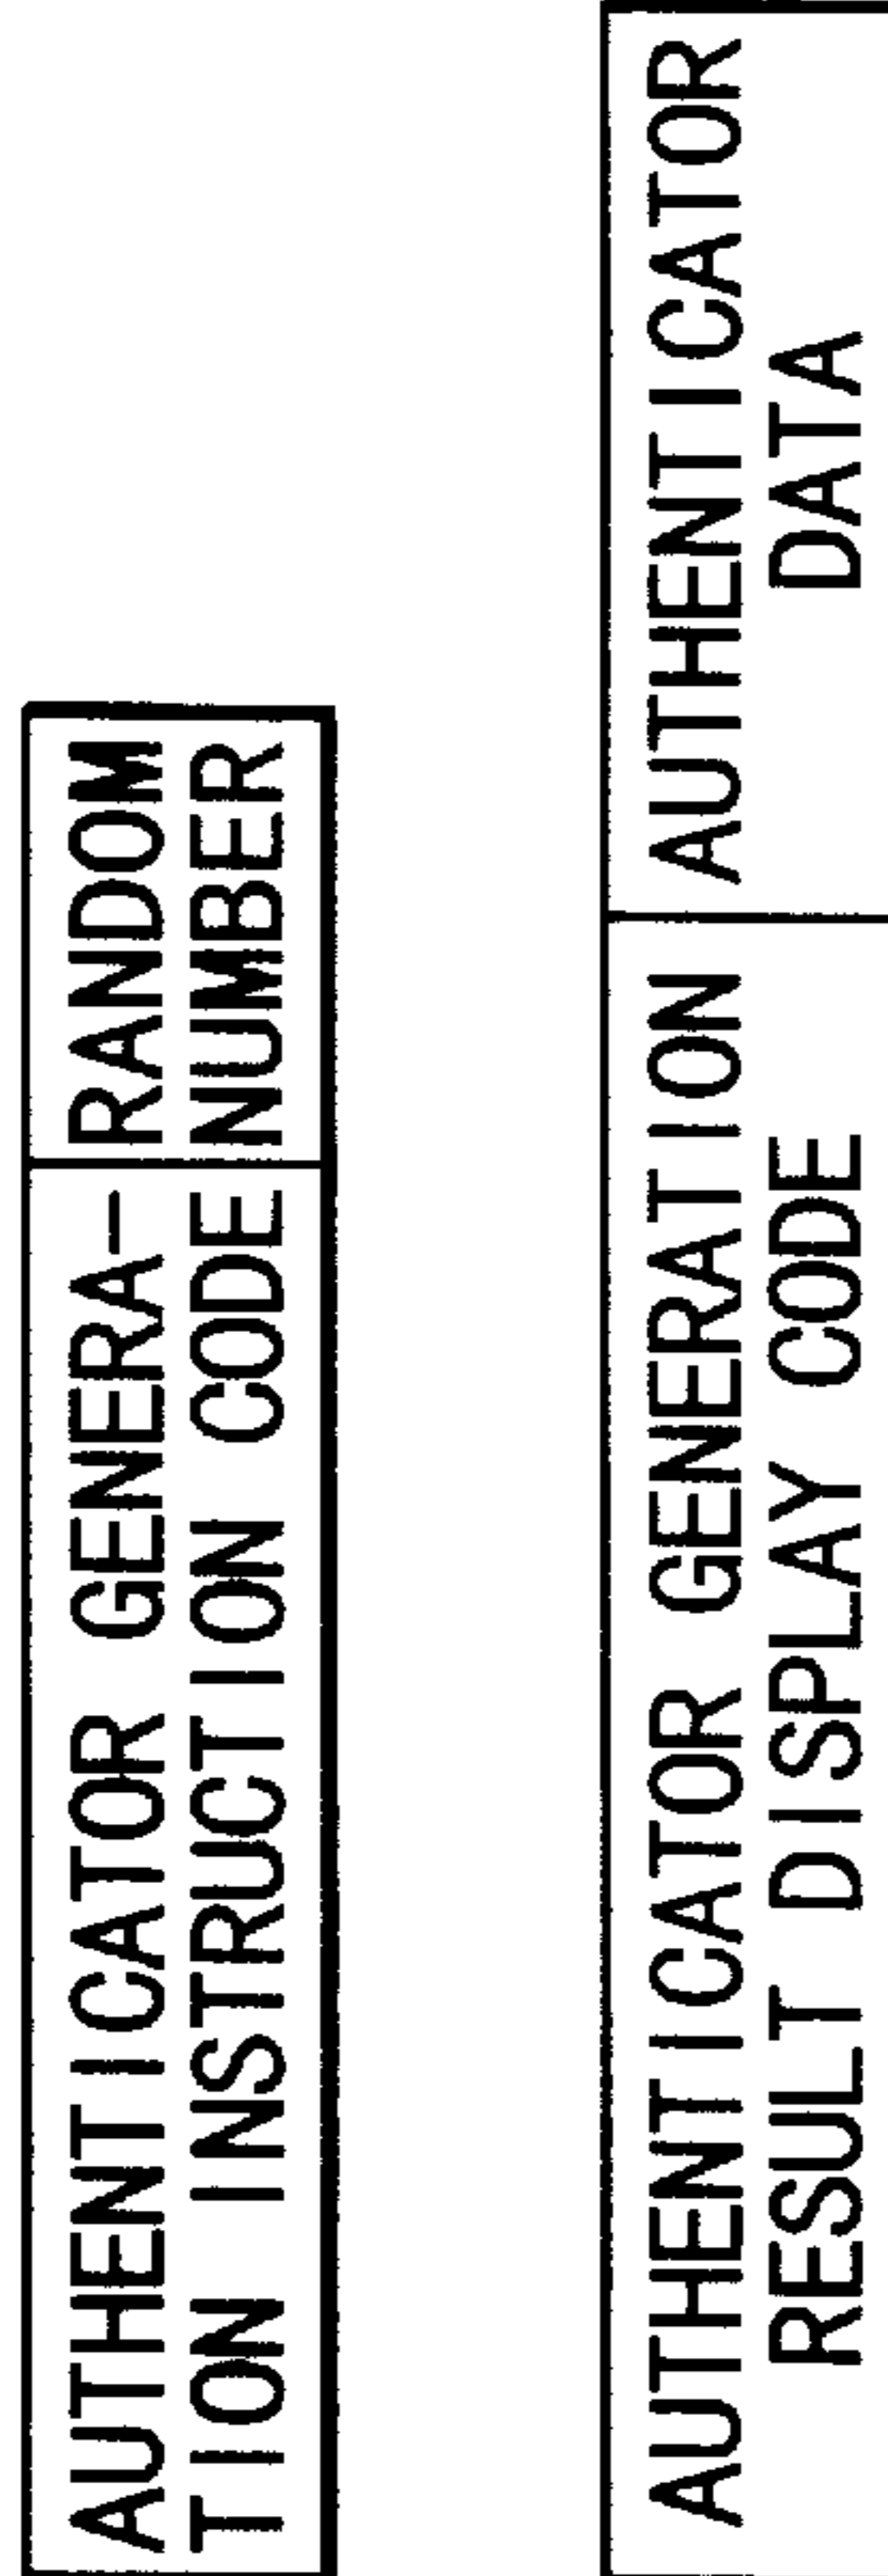 AUTHENTICATOR GENERA-
TION INSTRUCTION CODE
RANDOM
NUMBER
AUTHENTICATOR GENERATION
RESULT DISPLAY CODE
AUTHENTICATOR
DATA